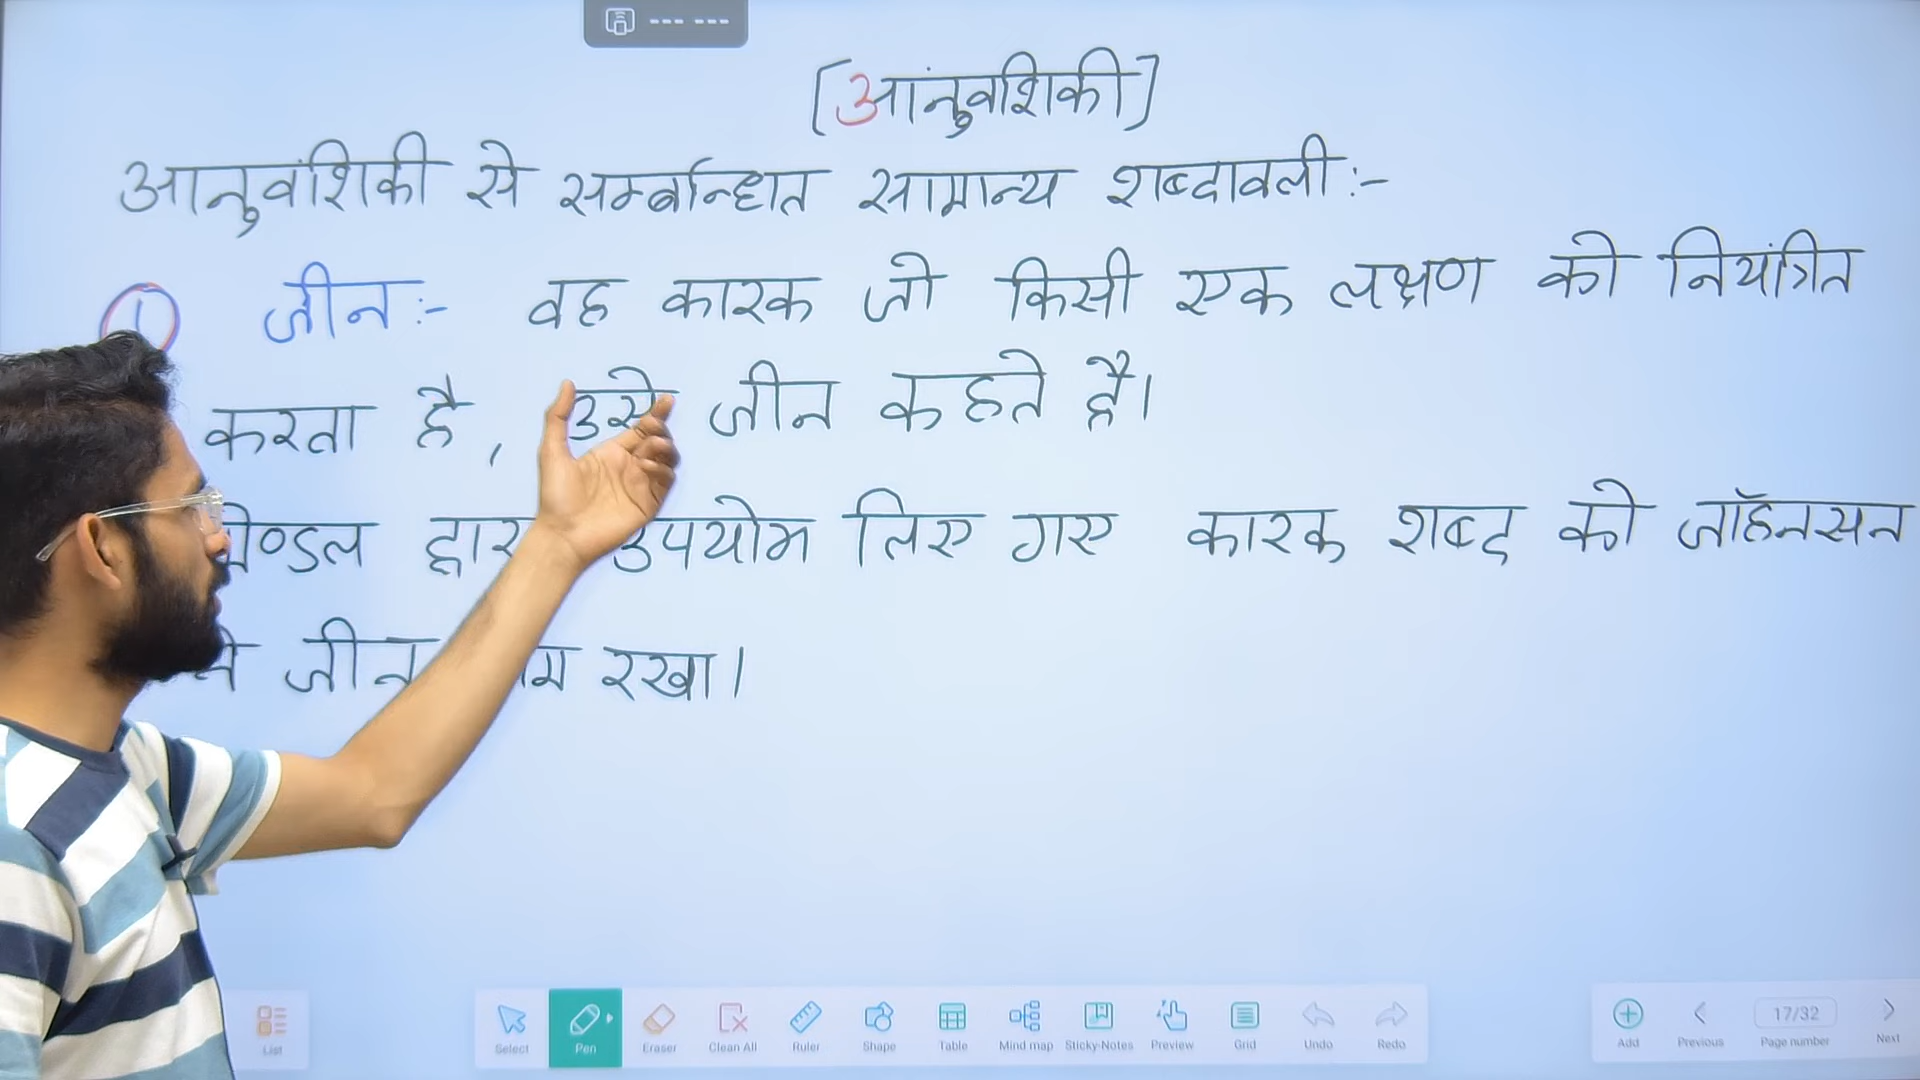 --- ---
[आंनुवशिकी]
आनुवंशिकी से सम्बन्धित सामान्य शब्दावली :-
① जीन :- वह कारक जो किसी एक लक्षण को नियंत्रित
करता है, उसे जीन कहते है।
मेण्डल द्वारा उपयोग लिए गए कारक शब्द को जॉहनसन
ने जीन रखा।
List Select Pen Eraser Clean All Ruler Shape Table Mind map Sticky-Notes Preview Grid Undo Redo Add Previous 17/32 Page number Next